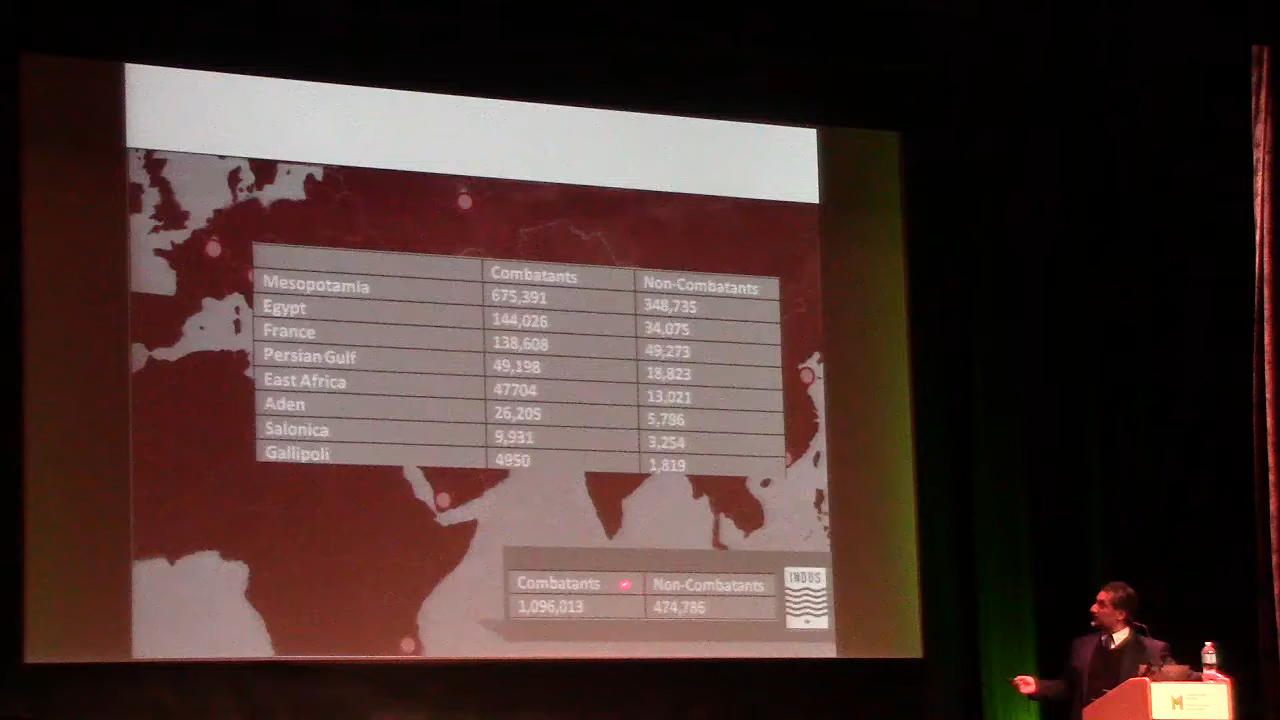 Combatants Non-Combatants
Mesopotamia 675,391 348,735
Egypt 144,026 34,075
France 138,608 49,273
Persian Gulf 49,198 18,823
East Africa 47704 13,021
Aden 26,205 5,786
Salonica 9,931 3,254
Gallipoli 4950 1,819
Combatants Non-Combatants
1,096,013 474,786
INDUS
M